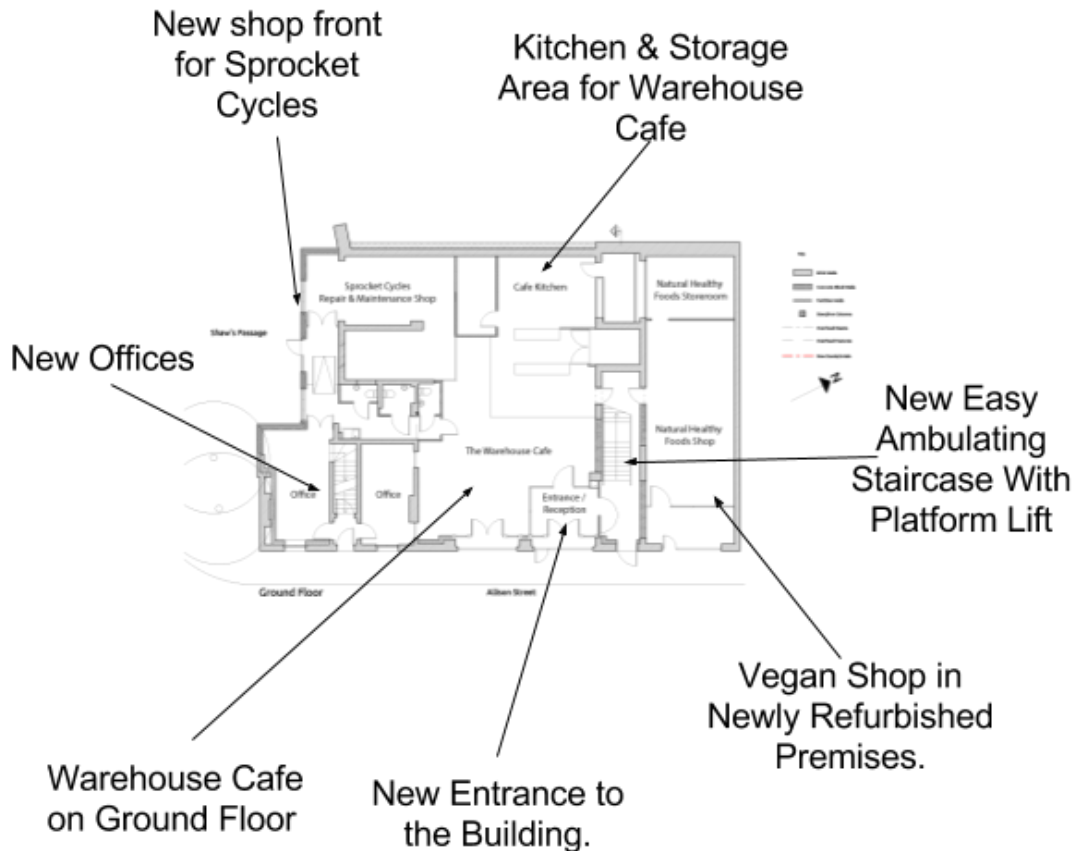 New shop front
for Sprocket
Cycles
Kitchen & Storage
Area for Warehouse
Cafe
Sprocket Cycles
Repair & Maintenance Shop
Cafe Kitchen
Natural Healthy
Foods Storeroom
Shaw's Passage
New Offices
N
New Easy
Ambulating
Staircase With
Platform Lift
Natural Healthy
Foods Shop
The Warehouse Cafe
Office
Office
Entrance /
Reception
Ground Floor
Allison Street
Vegan Shop in
Newly Refurbished
Premises.
Warehouse Cafe
on Ground Floor
New Entrance to
the Building.